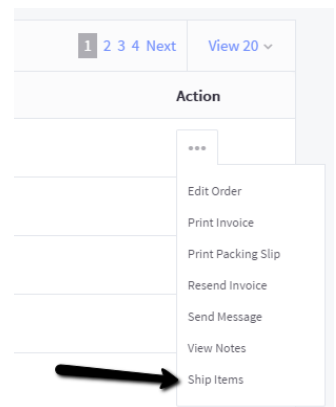 1 2 3 4 Next View 20
Action
Edit Order
Print Invoice
Print Packing Slip
Resend Invoice
Send Message
View Notes
Ship Items